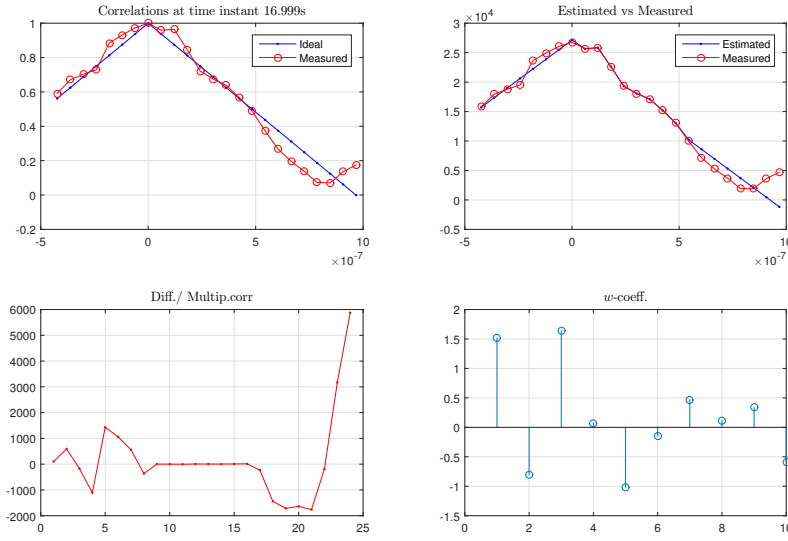 Correlations at time instant 16.999s
1
0.8
0.6
0.4
0.2
0
-0.2
-5 0 5 10
×10^-7
Ideal
Measured
Estimated vs Measured
×10^4
3
2.5
2
1.5
1
0.5
0
-0.5
-5 0 5 10
×10^-7
Estimated
Measured
Diff./ Multip.corr
6000
5000
4000
3000
2000
1000
0
-1000
-2000
0 5 10 15 20 25
w-coeff.
2
1.5
1
0.5
0
-0.5
-1
-1.5
0 2 4 6 8 10